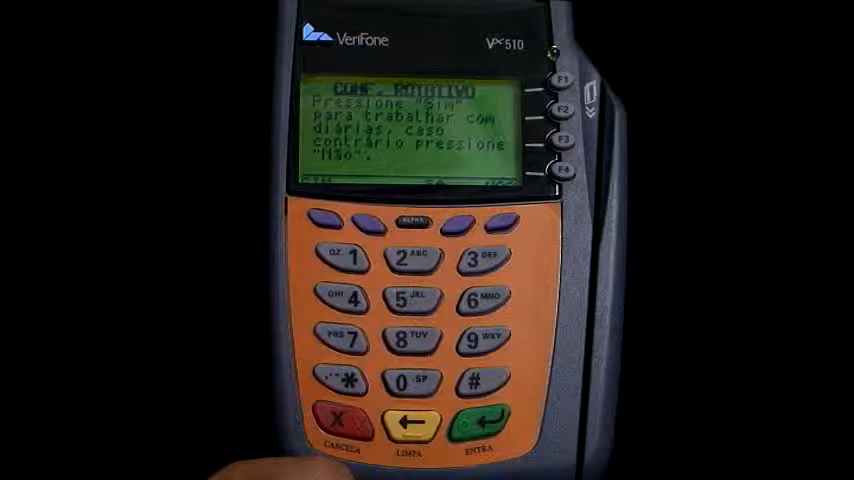 VeriFone
Vx510
CONF. ROTATIVO
Pressione "Sim"
para trabalhar com
diárias, caso
contrário pressione
"Não".
F1
F2
F3
F4
ALPHA
QZ. 1
2 ABC
3 DEF
GHI 4
5 JKL
6 MNO
PRS 7
8 TUV
9 WXY
,'" *
0 -SP
#
X
CANCELA
LIMPA
ENTRA